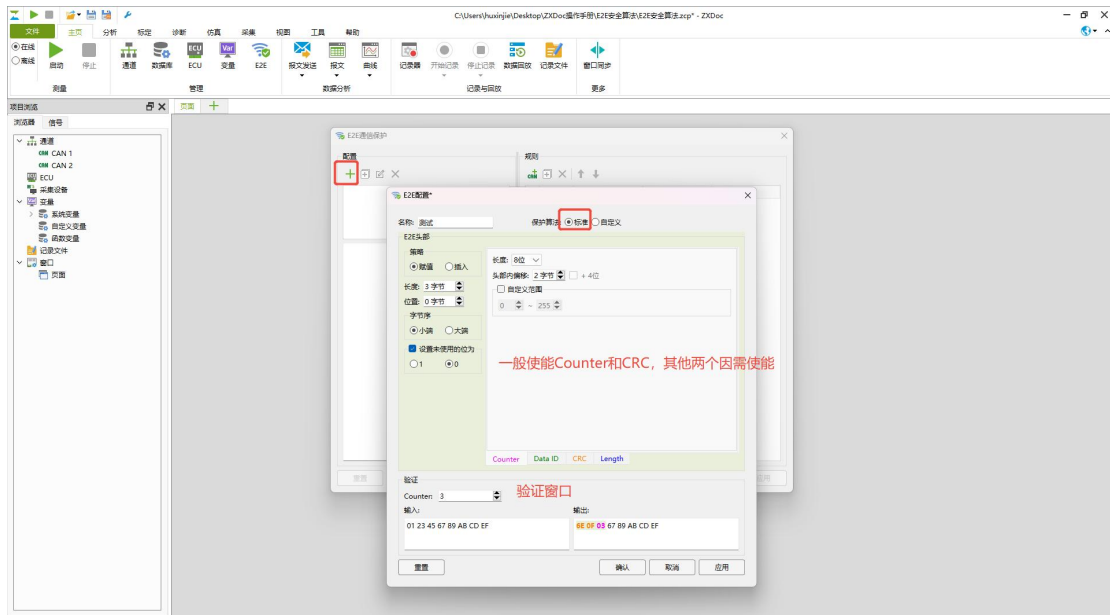 C:\Users\huxinjie\Desktop\ZXDoc操作手册\E2E安全算法\E2E安全算法.zcp* - ZXDoc
文件 主页 分析 标定 诊断 仿真 采集 视图 工具 帮助
在线
离线
启动 停止 通道 数据库 ECU 变量 E2E 报文发送 报文 曲线 记录器 开始记录 停止记录 数据回放 记录文件 窗口同步
测量 管理 数据分析 记录与回放 更多
项目浏览
页面
浏览器 信号
通道
CAN 1
CAN 2
ECU
采集设备
变量
系统变量
自定义变量
函数变量
记录文件
窗口
页面
E2E通信保护
配置 规则
E2E配置*
名称: 测试 保护算法: 标准 自定义
E2E头部
策略
赋值 插入
长度: 3 字节
位置: 0 字节
字节序
小端 大端
设置未使用的位为
1 0
长度: 8位
头部内偏移: 2 字节 + 4位
自定义范围
0 ~ 255
一般使能Counter和CRC，其他两个因需使能
Counter Data ID CRC Length
验证
Counter: 3
验证窗口
输入: 输出:
01 23 45 67 89 AB CD EF 6E 0F 03 67 89 AB CD EF
重置 确认 取消 应用